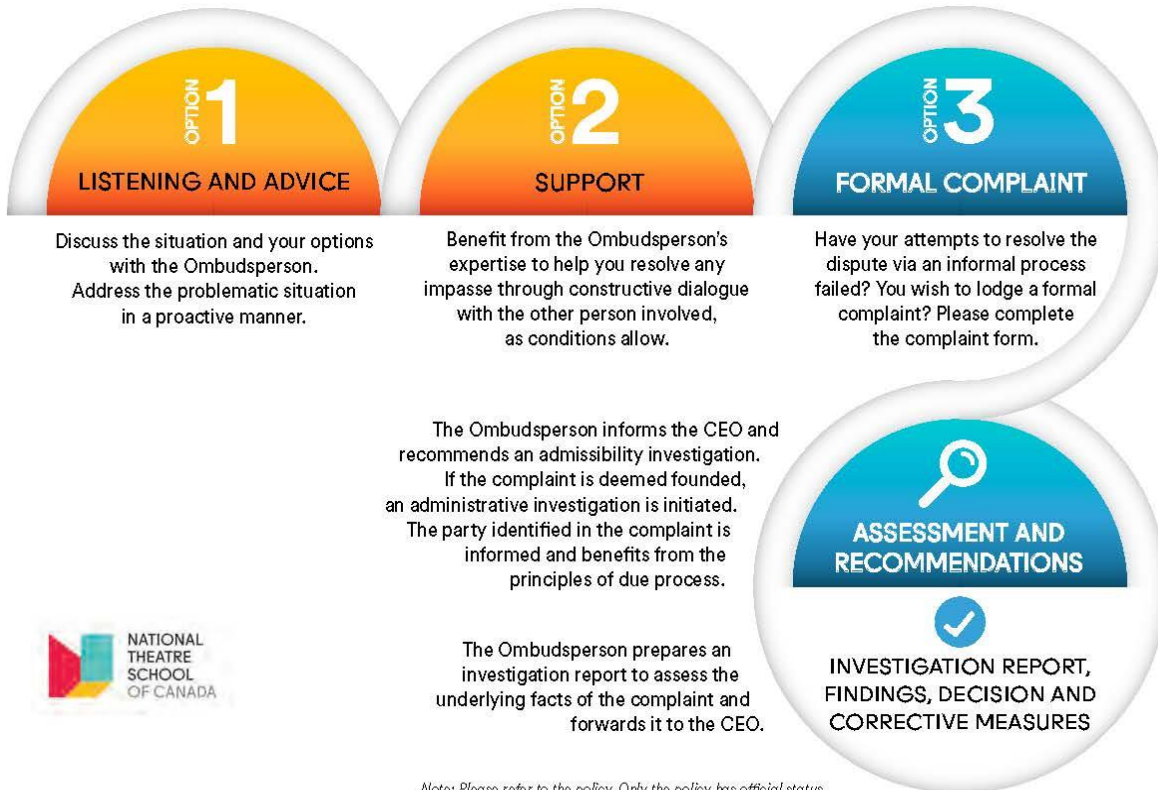 OPTION 1
LISTENING AND ADVICE
Discuss the situation and your options
with the Ombudsperson.
Address the problematic situation
in a proactive manner.
OPTION 2
SUPPORT
Benefit from the Ombudsperson's
expertise to help you resolve any
impasse through constructive dialogue
with the other person involved,
as conditions allow.
OPTION 3
FORMAL COMPLAINT
Have your attempts to resolve the
dispute via an informal process
failed? You wish to lodge a formal
complaint? Please complete
the complaint form.
The Ombudsperson informs the CEO and
recommends an admissibility investigation.
If the complaint is deemed founded,
an administrative investigation is initiated.
The party identified in the complaint is
informed and benefits from the
principles of due process.
ASSESSMENT AND
RECOMMENDATIONS
The Ombudsperson prepares an
investigation report to assess the
underlying facts of the complaint and
forwards it to the CEO.
INVESTIGATION REPORT,
FINDINGS, DECISION AND
CORRECTIVE MEASURES
NATIONAL
THEATRE
SCHOOL
OF CANADA
Note: Please refer to the policy. Only the policy has official status